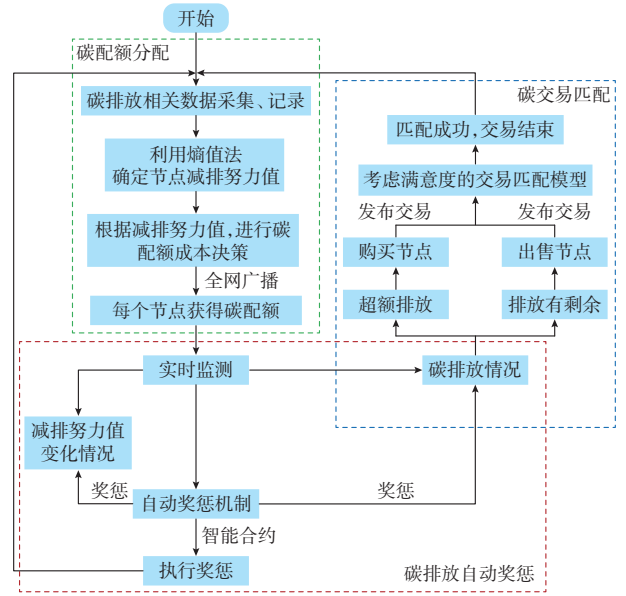 开始
碳配额分配
碳排放相关数据采集、记录
利用熵值法
确定节点减排努力值
根据减排努力值,进行碳
配额成本决策
全网广播
每个节点获得碳配额
碳交易匹配
匹配成功,交易结束
考虑满意度的交易匹配模型
发布交易
发布交易
购买节点
出售节点
超额排放
排放有剩余
实时监测
碳排放情况
减排努力值
变化情况
奖惩
自动奖惩机制
奖惩
智能合约
执行奖惩
碳排放自动奖惩